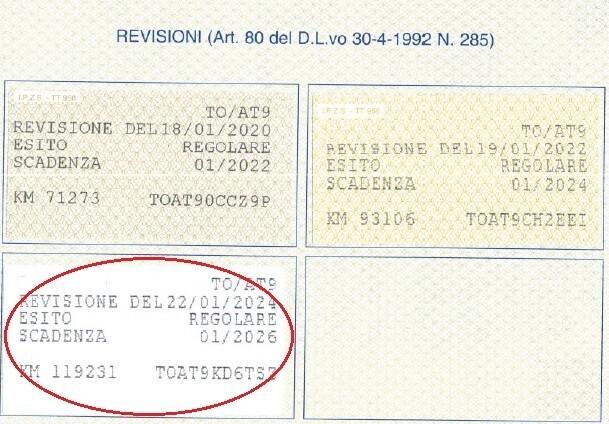 REVISIONI (Art. 80 del D.L.vo 30-4-1992 N. 285)
TO/AT9
REVISIONE DEL18/01/2020
ESITO REGOLARE
SCADENZA 01/2022
KM 71273 TOAT90CCZ9P
TO/AT9
REVISIONE DEL19/01/2022
ESITO REGOLARE
SCADENZA 01/2024
KM 93106 TOAT9CH2EEI
TO/AT9
REVISIONE DEL22/01/2024
ESITO REGOLARE
SCADENZA 01/2026
KM 119231